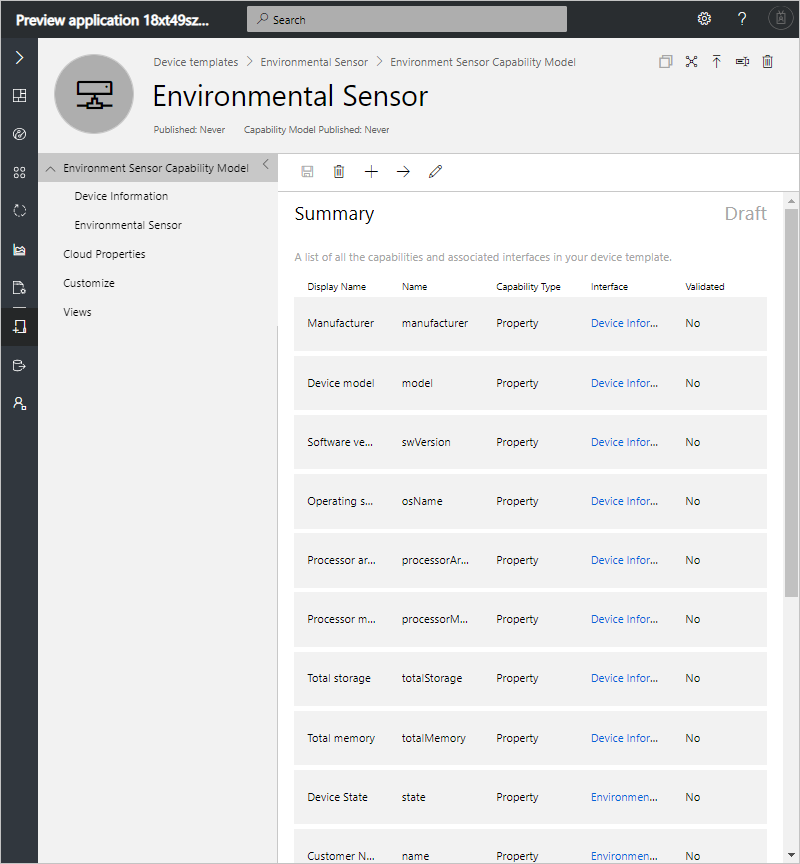 Preview application 18xt49sz...
Search
?
Device templates > Environmental Sensor > Environment Sensor Capability Model
Environmental Sensor
Published: Never Capability Model Published: Never
Environment Sensor Capability Model
Device Information
Environmental Sensor
Cloud Properties
Customize
Views
Summary Draft
A list of all the capabilities and associated interfaces in your device template.
Display Name Name Capability Type Interface Validated
Manufacturer manufacturer Property Device Infor... No
Device model model Property Device Infor... No
Software ve... swVersion Property Device Infor... No
Operating s... osName Property Device Infor... No
Processor ar... processorAr... Property Device Infor... No
Processor m... processorM... Property Device Infor... No
Total storage totalStorage Property Device Infor... No
Total memory totalMemory Property Device Infor... No
Device State state Property Environmen... No
Customer N... name Property Environmen... No